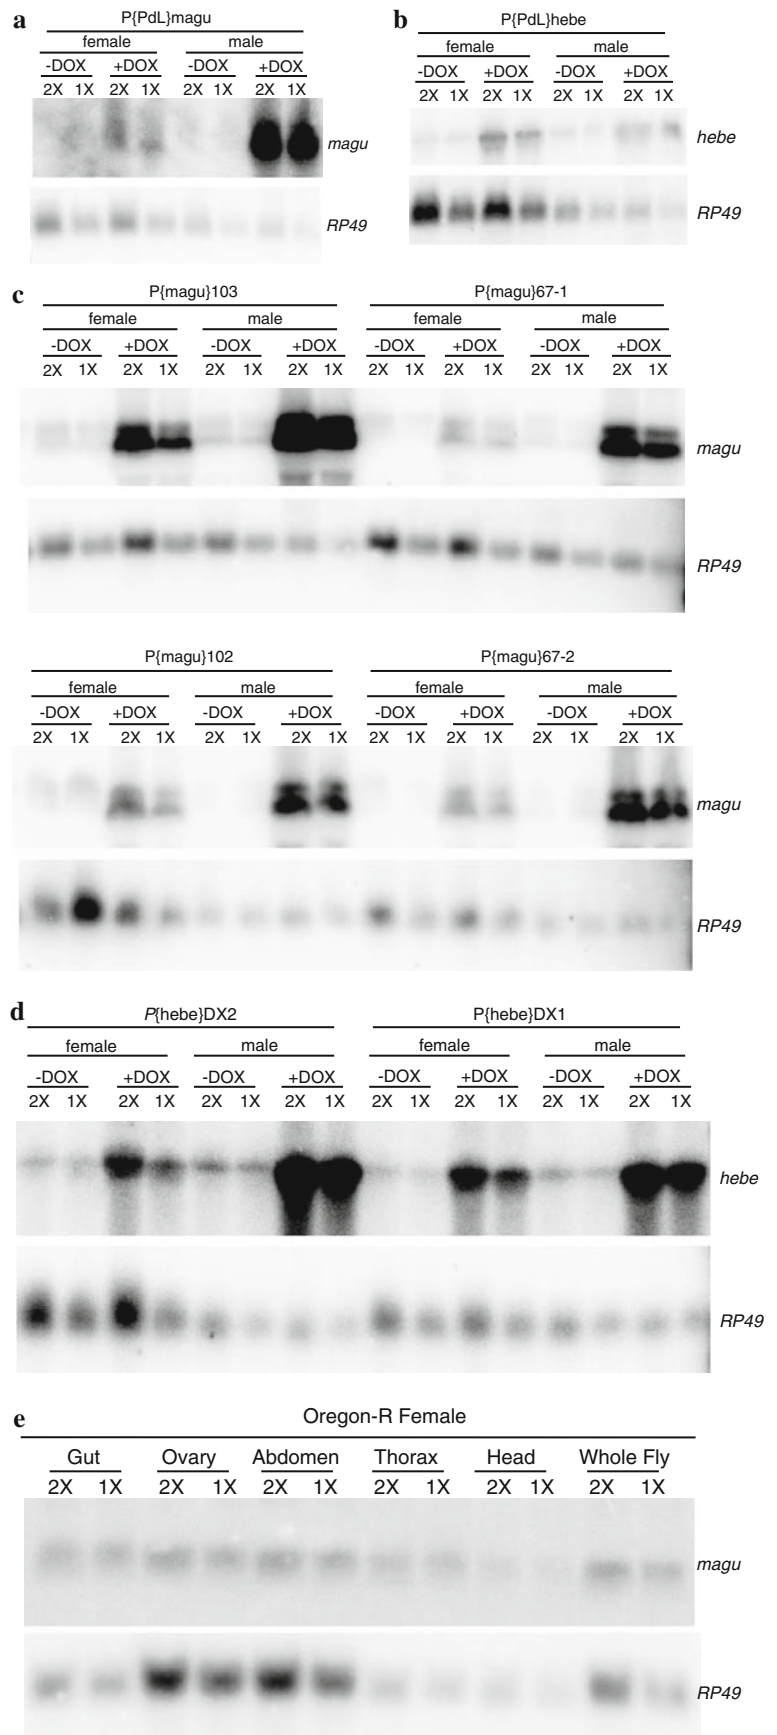 a
P{PdL}magu
female male
-DOX +DOX -DOX +DOX
2X 1X 2X 1X 2X 1X 2X 1X
magu
RP49
b
P{PdL}hebe
female male
-DOX +DOX -DOX +DOX
2X 1X 2X 1X 2X 1X 2X 1X
hebe
RP49
c
P{magu}103 P{magu}67-1
female male female male
-DOX +DOX -DOX +DOX -DOX +DOX -DOX +DOX
2X 1X 2X 1X 2X 1X 2X 1X 2X 1X 2X 1X 2X 1X 2X 1X
magu
RP49
P{magu}102 P{magu}67-2
female male female male
-DOX +DOX -DOX +DOX -DOX +DOX -DOX +DOX
2X 1X 2X 1X 2X 1X 2X 1X 2X 1X 2X 1X 2X 1X 2X 1X
magu
RP49
d
P{hebe}DX2 P{hebe}DX1
female male female male
-DOX +DOX -DOX +DOX -DOX +DOX -DOX +DOX
2X 1X 2X 1X 2X 1X 2X 1X 2X 1X 2X 1X 2X 1X 2X 1X
hebe
RP49
e
Oregon-R Female
Gut Ovary Abdomen Thorax Head Whole Fly
2X 1X 2X 1X 2X 1X 2X 1X 2X 1X 2X 1X
magu
RP49